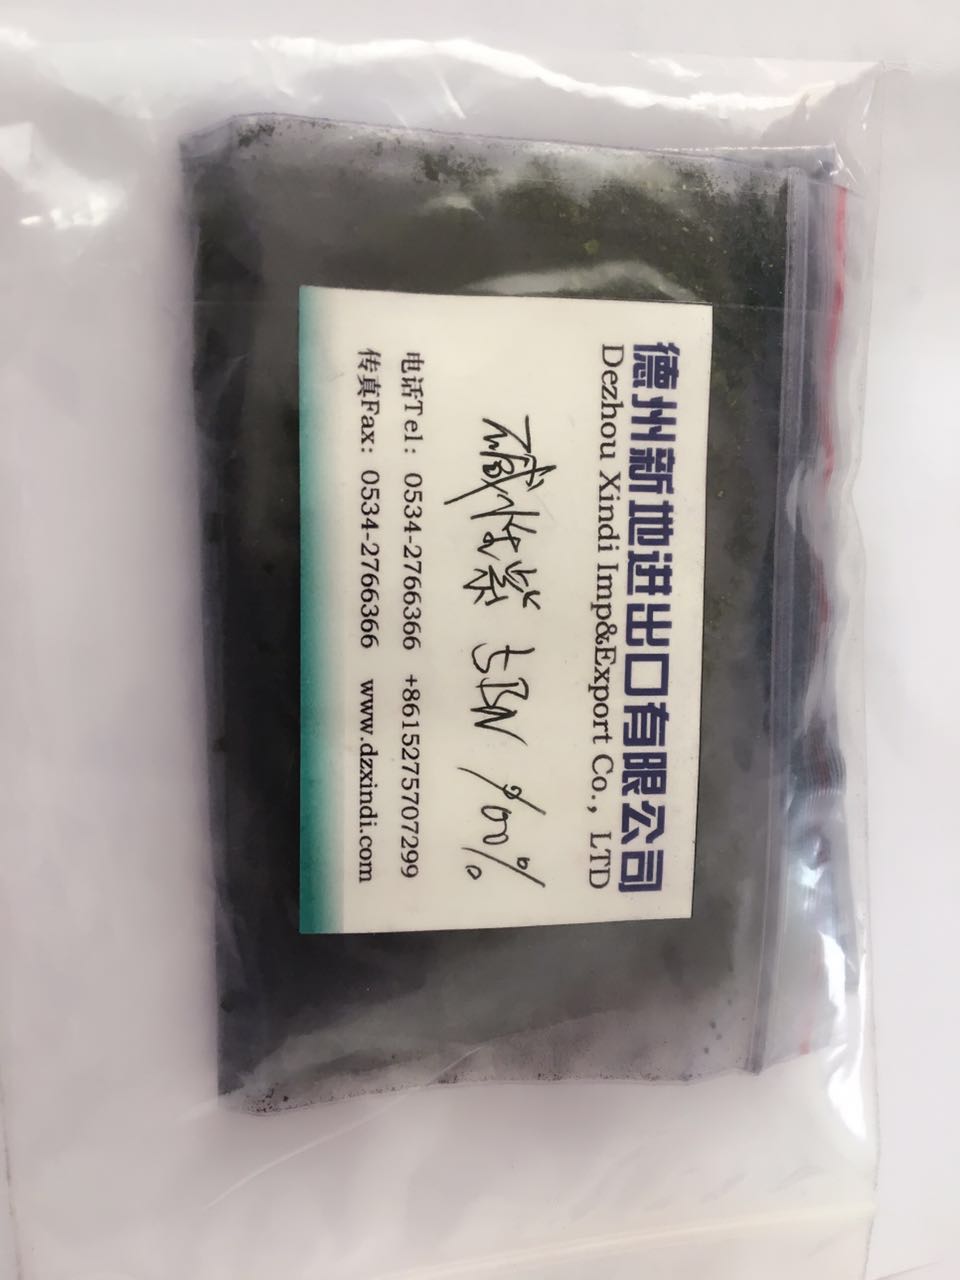 德州新地进出口有限公司
Dezhou Xindi Imp&Export Co., LTD
碱性紫 5BN 100%
电话Tel: 0534-2766366 +8615275707299
传真Fax: 0534-2766366 www.dzxindi.com